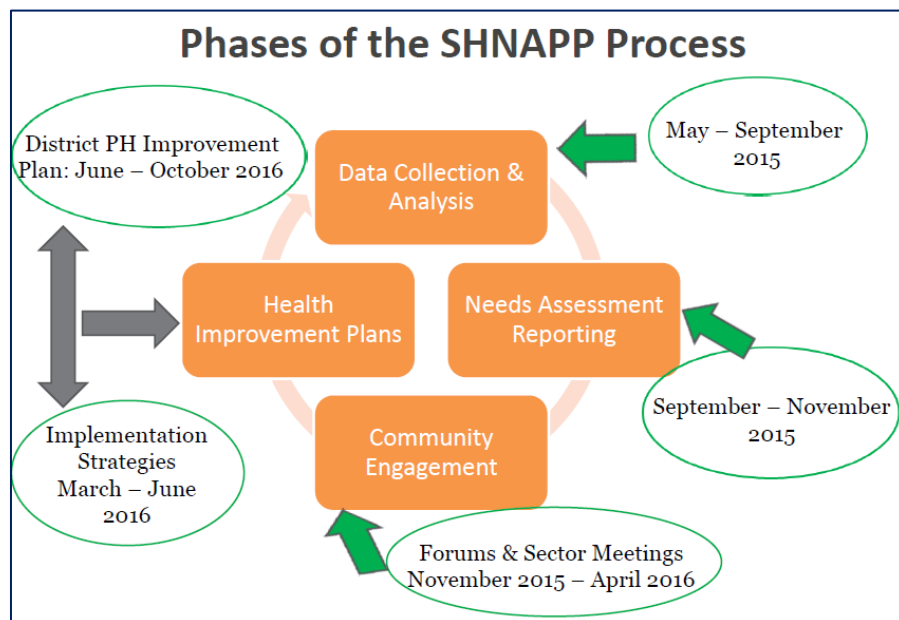 Phases of the SHNAPP Process
District PH Improvement
Plan: June – October 2016
Data Collection &
Analysis
May – September
2015
Health
Improvement Plans
Needs Assessment
Reporting
September – November
2015
Implementation
Strategies
March – June
2016
Community
Engagement
Forums & Sector Meetings
November 2015 – April 2016